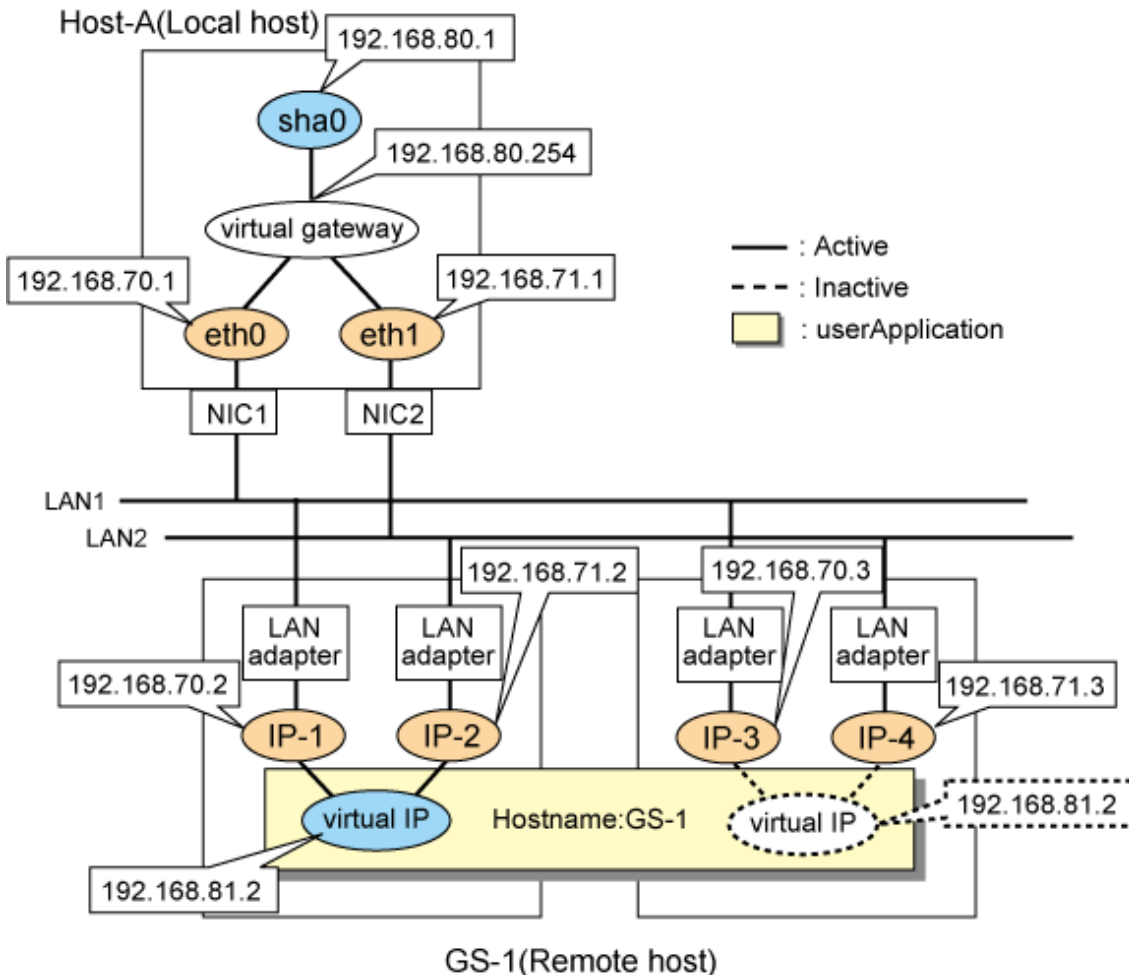 Host-A(Local host)
192.168.80.1
sha0
192.168.80.254
virtual gateway
192.168.70.1
192.168.71.1
eth0
eth1
NIC1
NIC2
: Active
: Inactive
: userApplication
LAN1
LAN2
192.168.71.2
192.168.70.3
LAN
adapter
LAN
adapter
LAN
adapter
LAN
adapter
192.168.70.2
192.168.71.3
IP-1
IP-2
IP-3
IP-4
virtual IP
Hostname:GS-1
virtual IP
192.168.81.2
192.168.81.2
GS-1(Remote host)